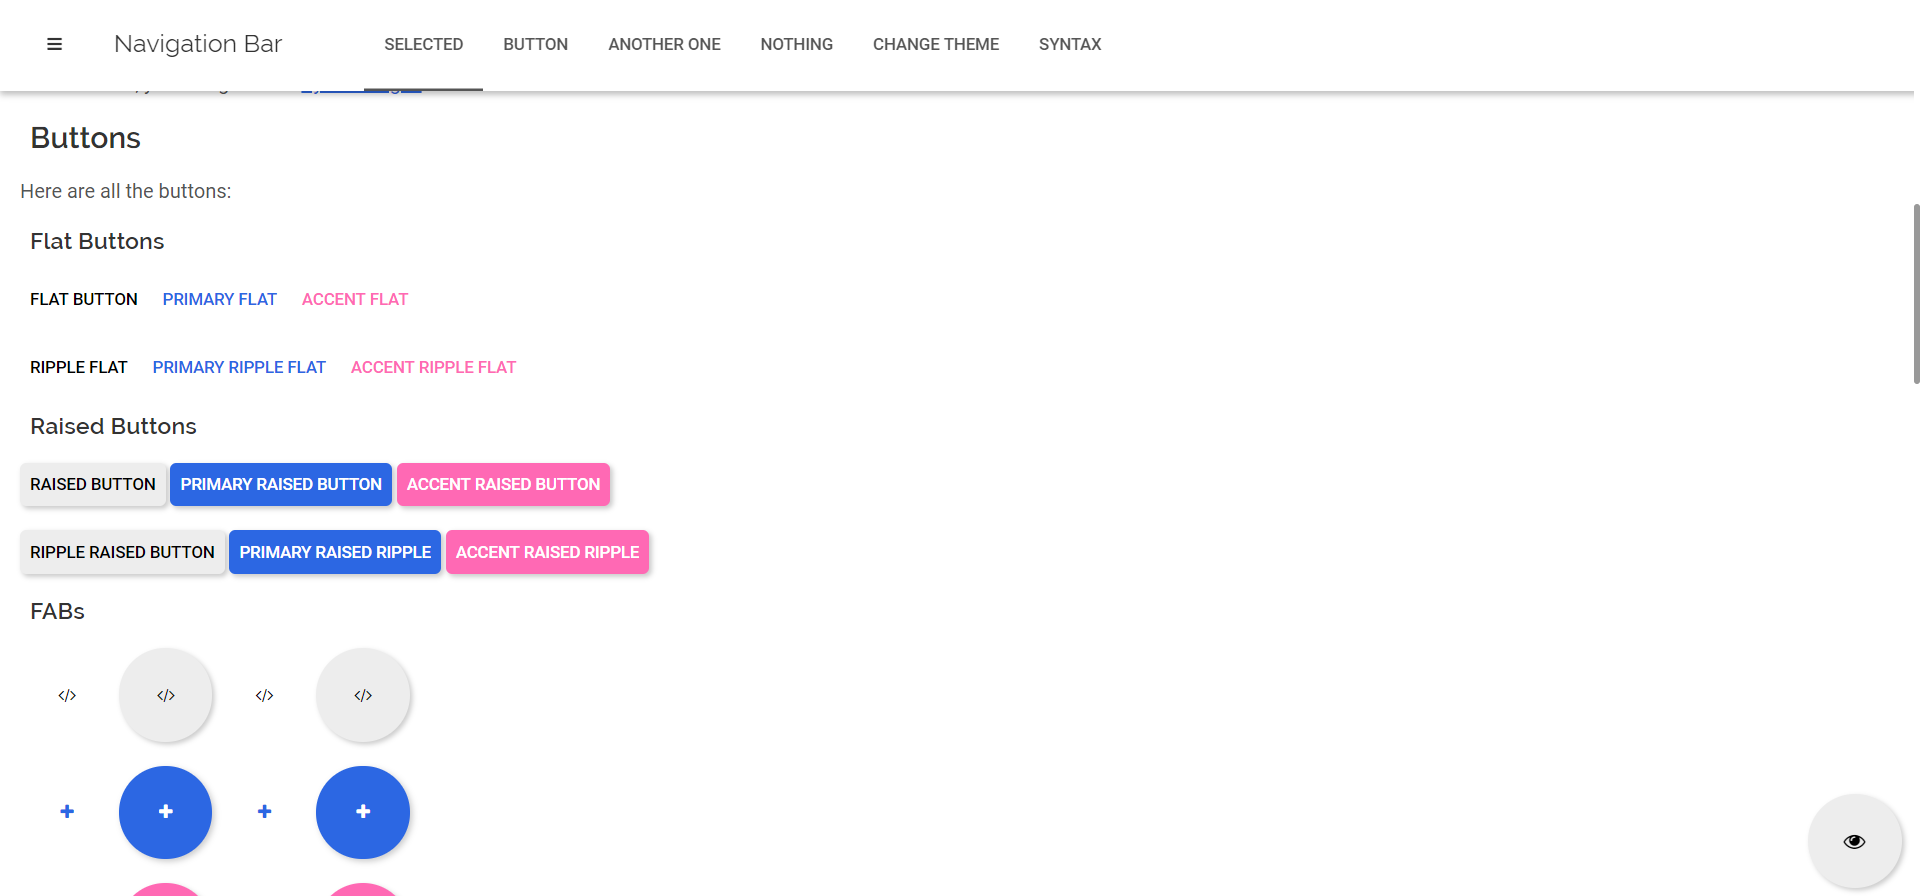 Navigation Bar SELECTED BUTTON ANOTHER ONE NOTHING CHANGE THEME SYNTAX
Buttons
Here are all the buttons:
Flat Buttons
FLAT BUTTON PRIMARY FLAT ACCENT FLAT
RIPPLE FLAT PRIMARY RIPPLE FLAT ACCENT RIPPLE FLAT
Raised Buttons
RAISED BUTTON PRIMARY RAISED BUTTON ACCENT RAISED BUTTON
RIPPLE RAISED BUTTON PRIMARY RAISED RIPPLE ACCENT RAISED RIPPLE
FABs